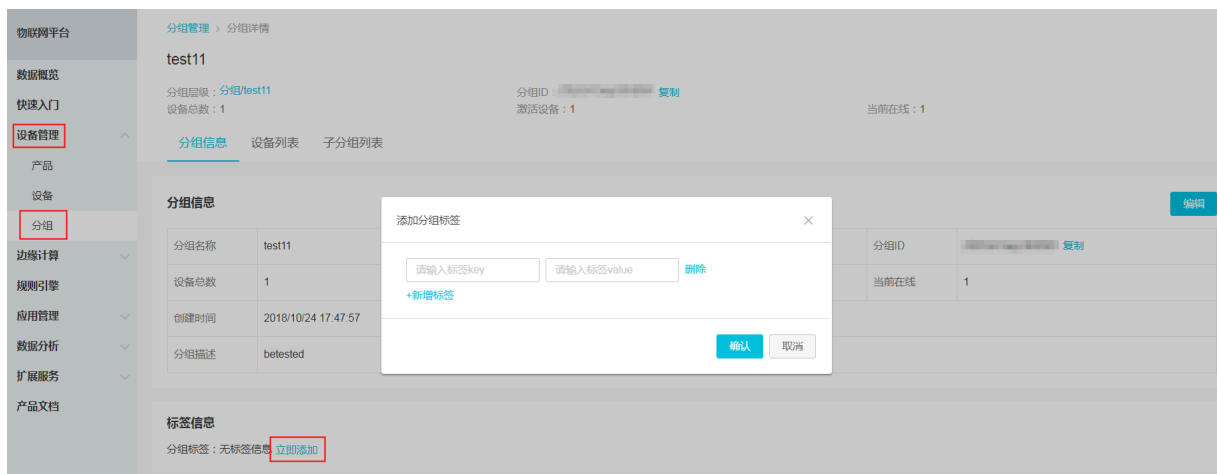 物联网平台
数据概览
快速入门
设备管理
产品
设备
分组
边缘计算
规则引擎
应用管理
数据分析
扩展服务
产品文档
分组管理 > 分组详情
test11
分组层级：分组/test11
分组ID： 复制
设备总数：1
激活设备：1
当前在线：1
分组信息 设备列表 子分组列表
分组信息
编辑
分组名称 test11
分组ID 复制
设备总数 1
当前在线 1
创建时间 2018/10/24 17:47:57
分组描述 betested
添加分组标签
请输入标签key 请输入标签value 删除
+新增标签
确认 取消
标签信息
分组标签：无标签信息 立即添加